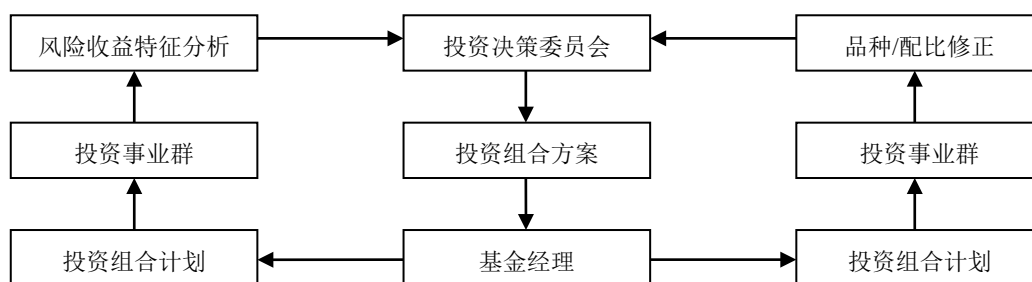 风险收益特征分析
投资决策委员会
品种/配比修正
投资事业群
投资组合方案
投资事业群
投资组合计划
基金经理
投资组合计划